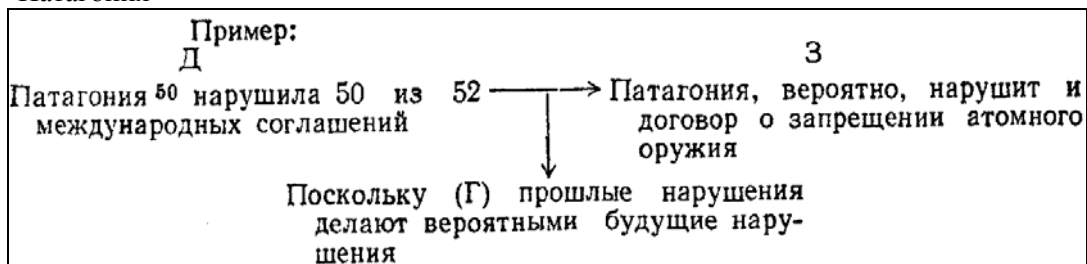 Патагония
Пример:
Д
З
Патагония 50 нарушила 50 из 52
международных соглашений
Патагония, вероятно, нарушит и
договор о запрещении атомного
оружия
Поскольку (Г) прошлые нарушения
делают вероятными будущие нару-
шения